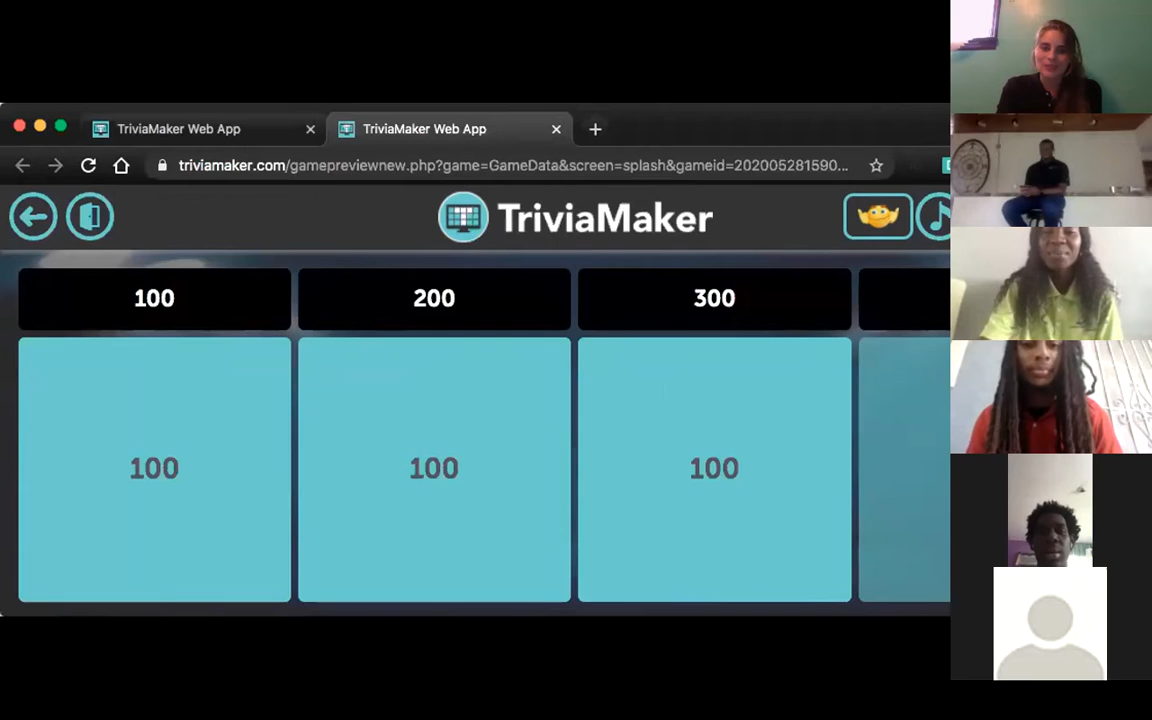 TriviaMaker Web App
TriviaMaker Web App
triviamaker.com/gamepreviewnew.php?game=GameData&screen=splash&gameid=202005281590...
TriviaMaker
100 200 300
100 100 100